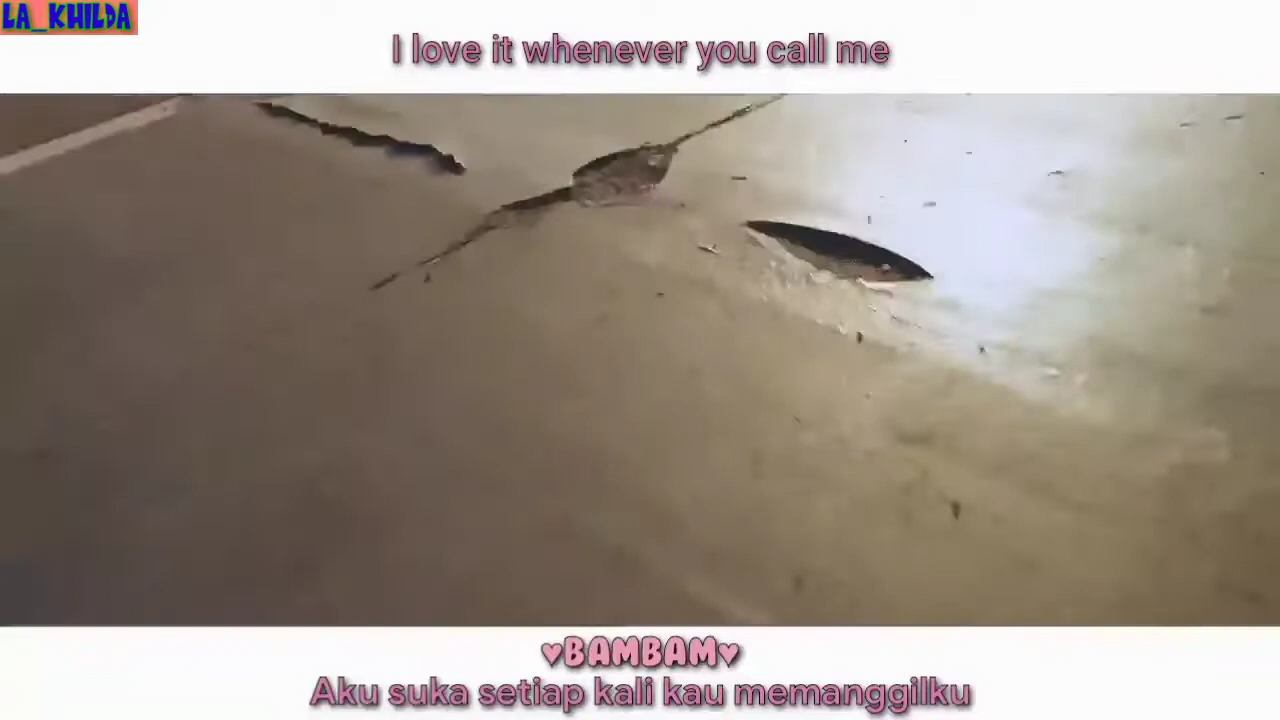 LA_KHILDA
I love it whenever you call me
♥BAMBAM♥
Aku suka setiap kali kau memanggilku